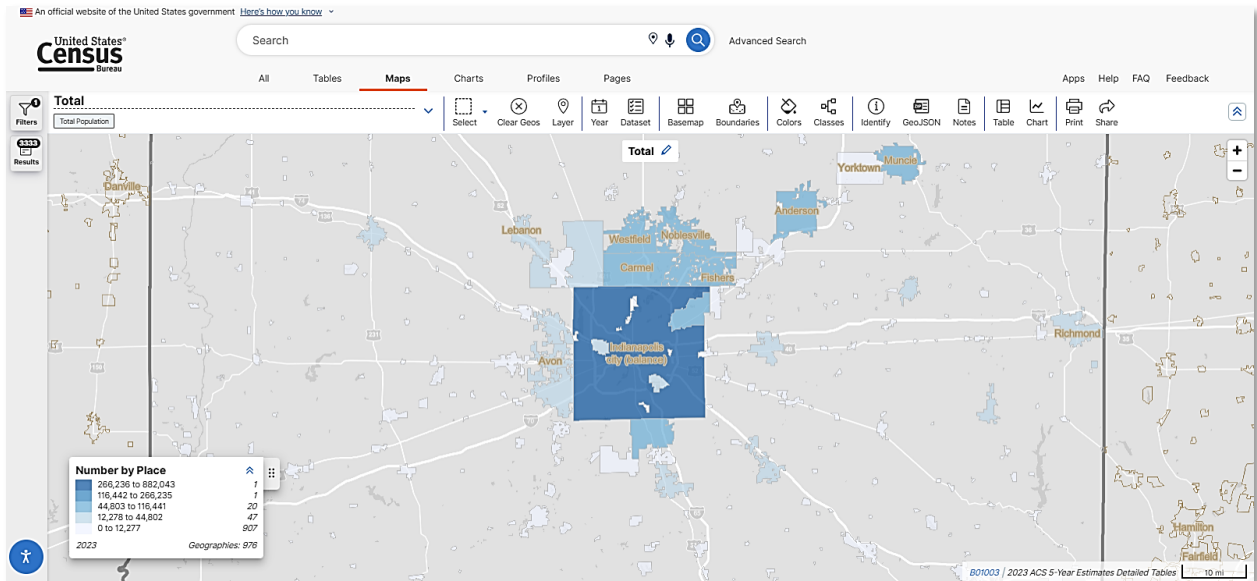 An official website of the United States government Here's how you know
United States®
Census
Bureau
Search
Advanced Search
All Tables Maps Charts Profiles Pages
Apps Help FAQ Feedback
1
Filters
3333
Results
Total
Total Population
Select Clear Geos Layer Year Dataset Basemap Boundaries Colors Classes Identify GeoJSON Notes Table Chart Print Share
Total
+
−
Danville
Yorktown
Muncie
Anderson
Lebanon
Westfield
Noblesville
Carmel
Fishers
Indianapolis
city (balance)
Avon
Richmond
Hamilton
Fairfield
Number by Place
266,236 to 882,043 1
116,442 to 266,235 1
44,803 to 116,441 20
12,278 to 44,802 47
0 to 12,277 907
2023 Geographies: 976
B01003 | 2023 ACS 5-Year Estimates Detailed Tables
10 mi